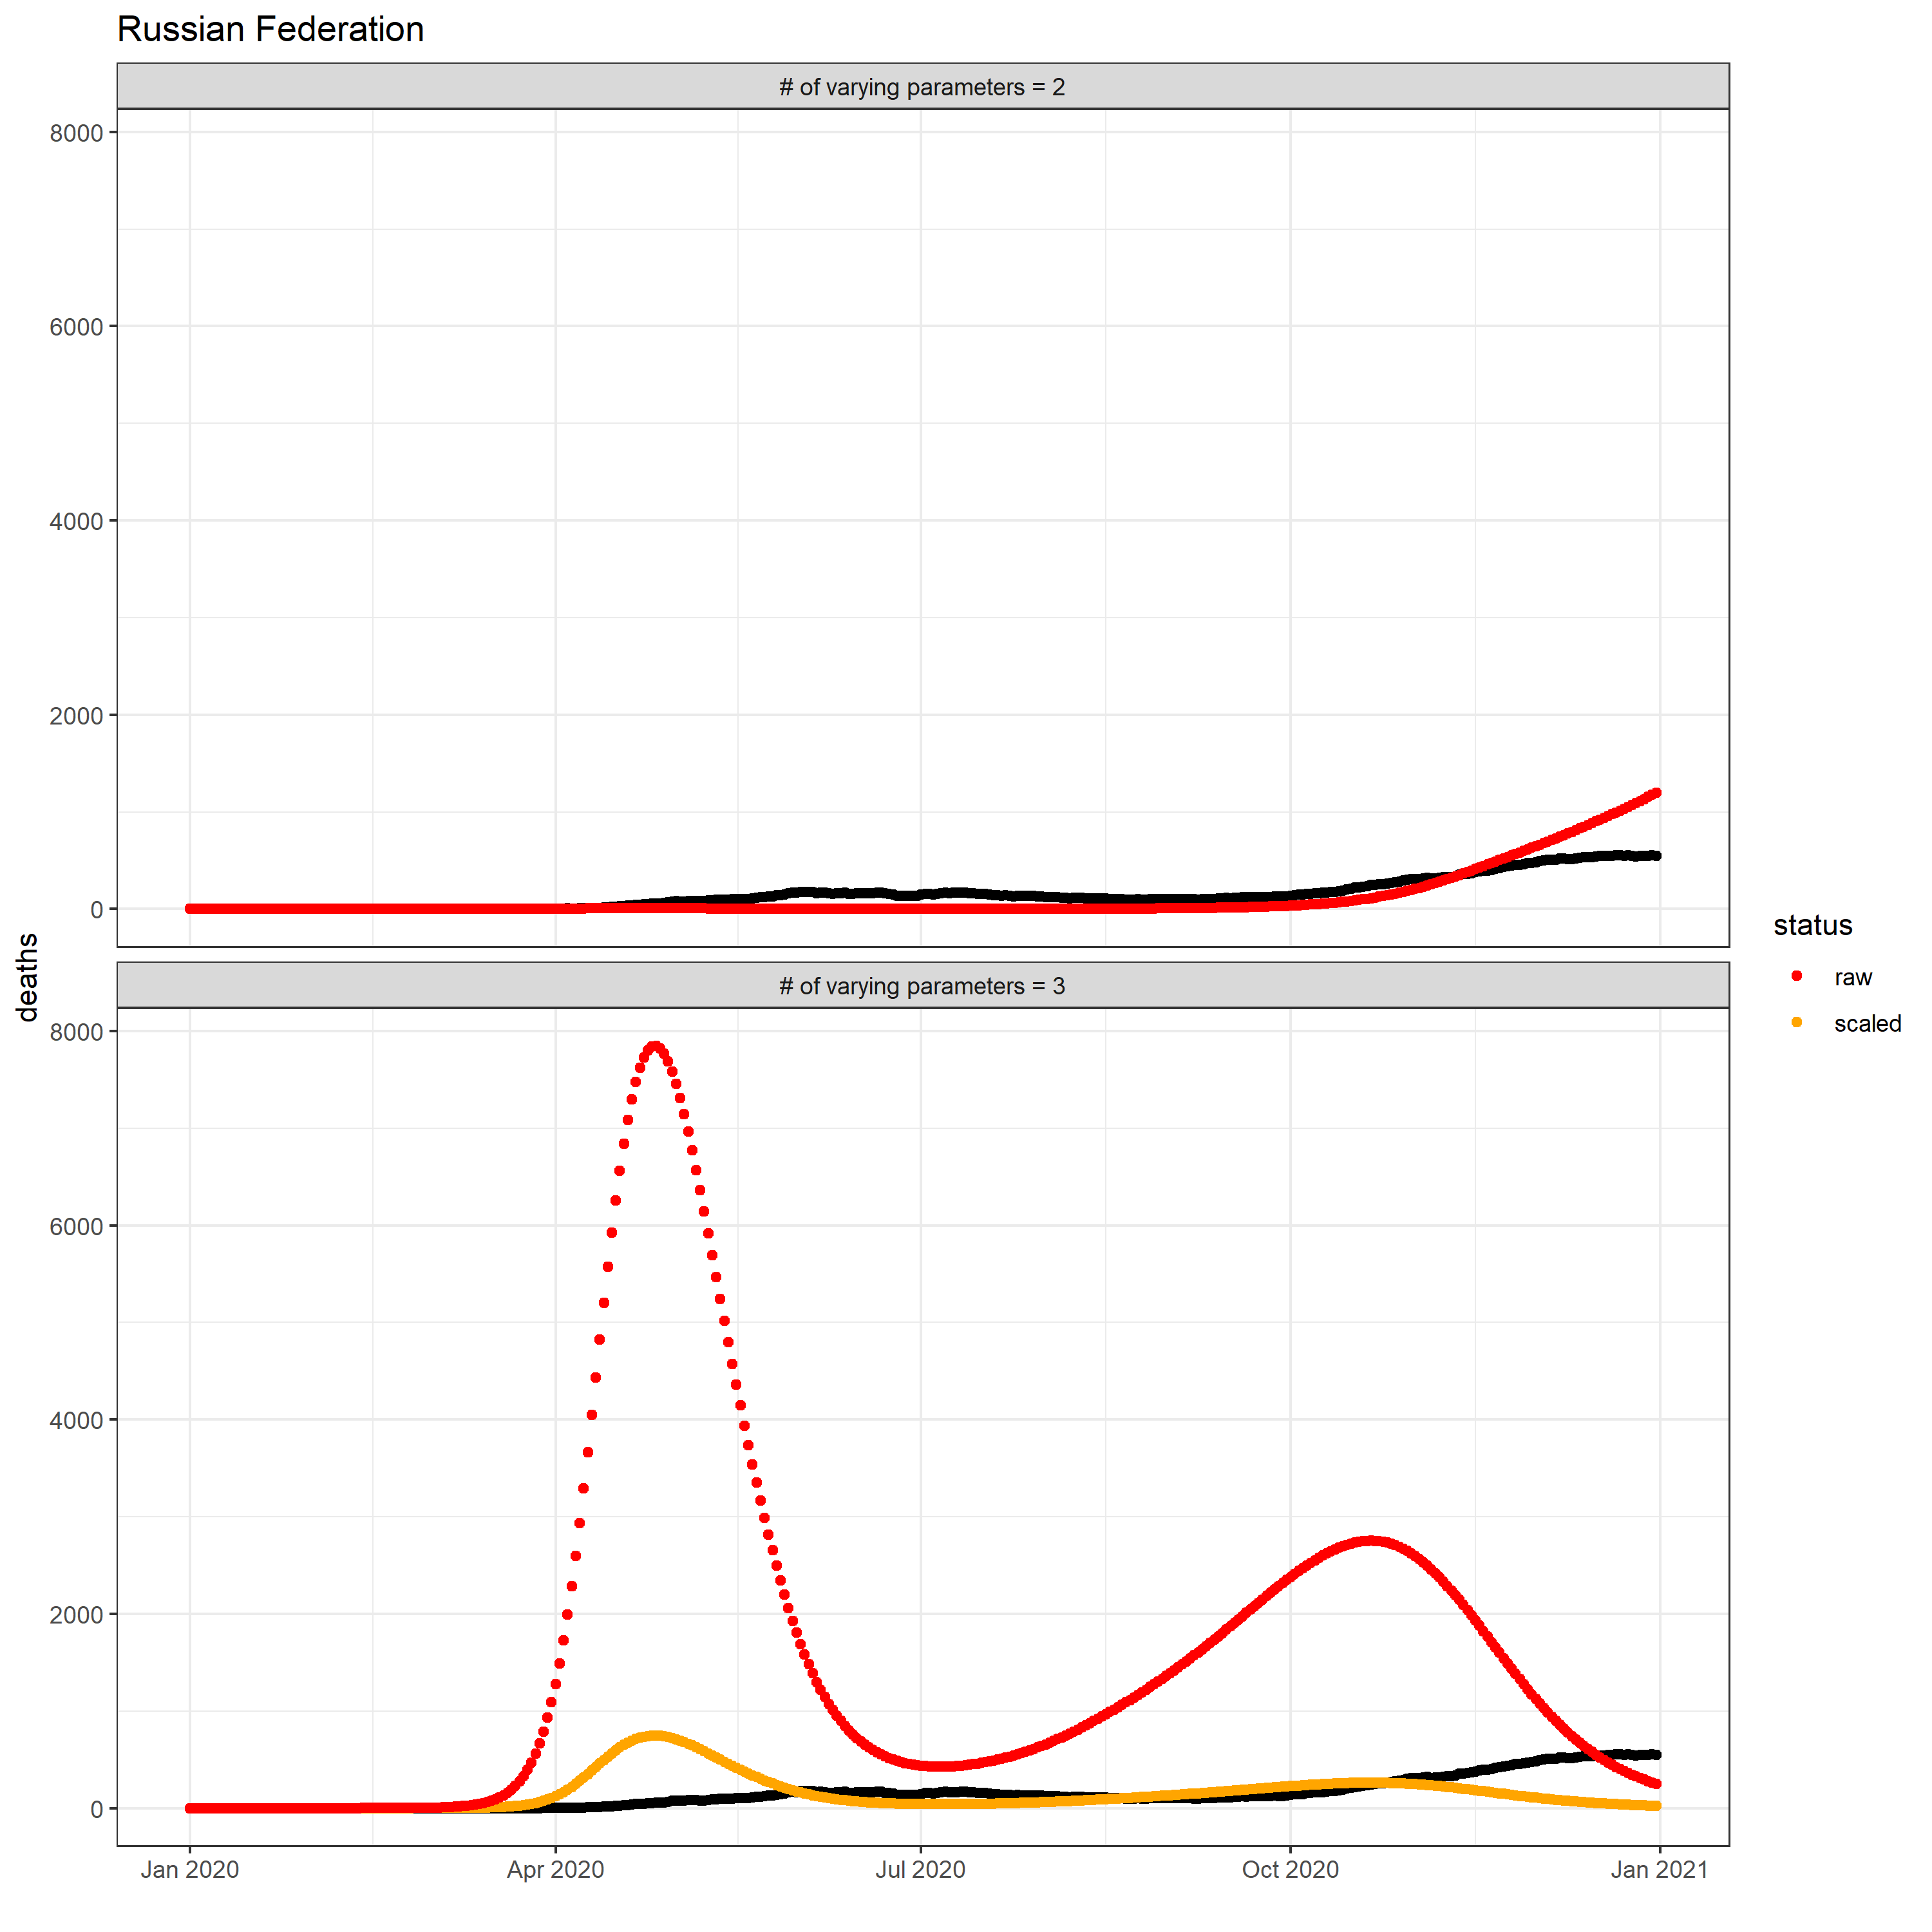 Russian Federation
# of varying parameters = 2
8000
6000
4000
2000
0
deaths
# of varying parameters = 3
8000
6000
4000
2000
0
Jan 2020
Apr 2020
Jul 2020
Oct 2020
Jan 2021
status
raw
scaled